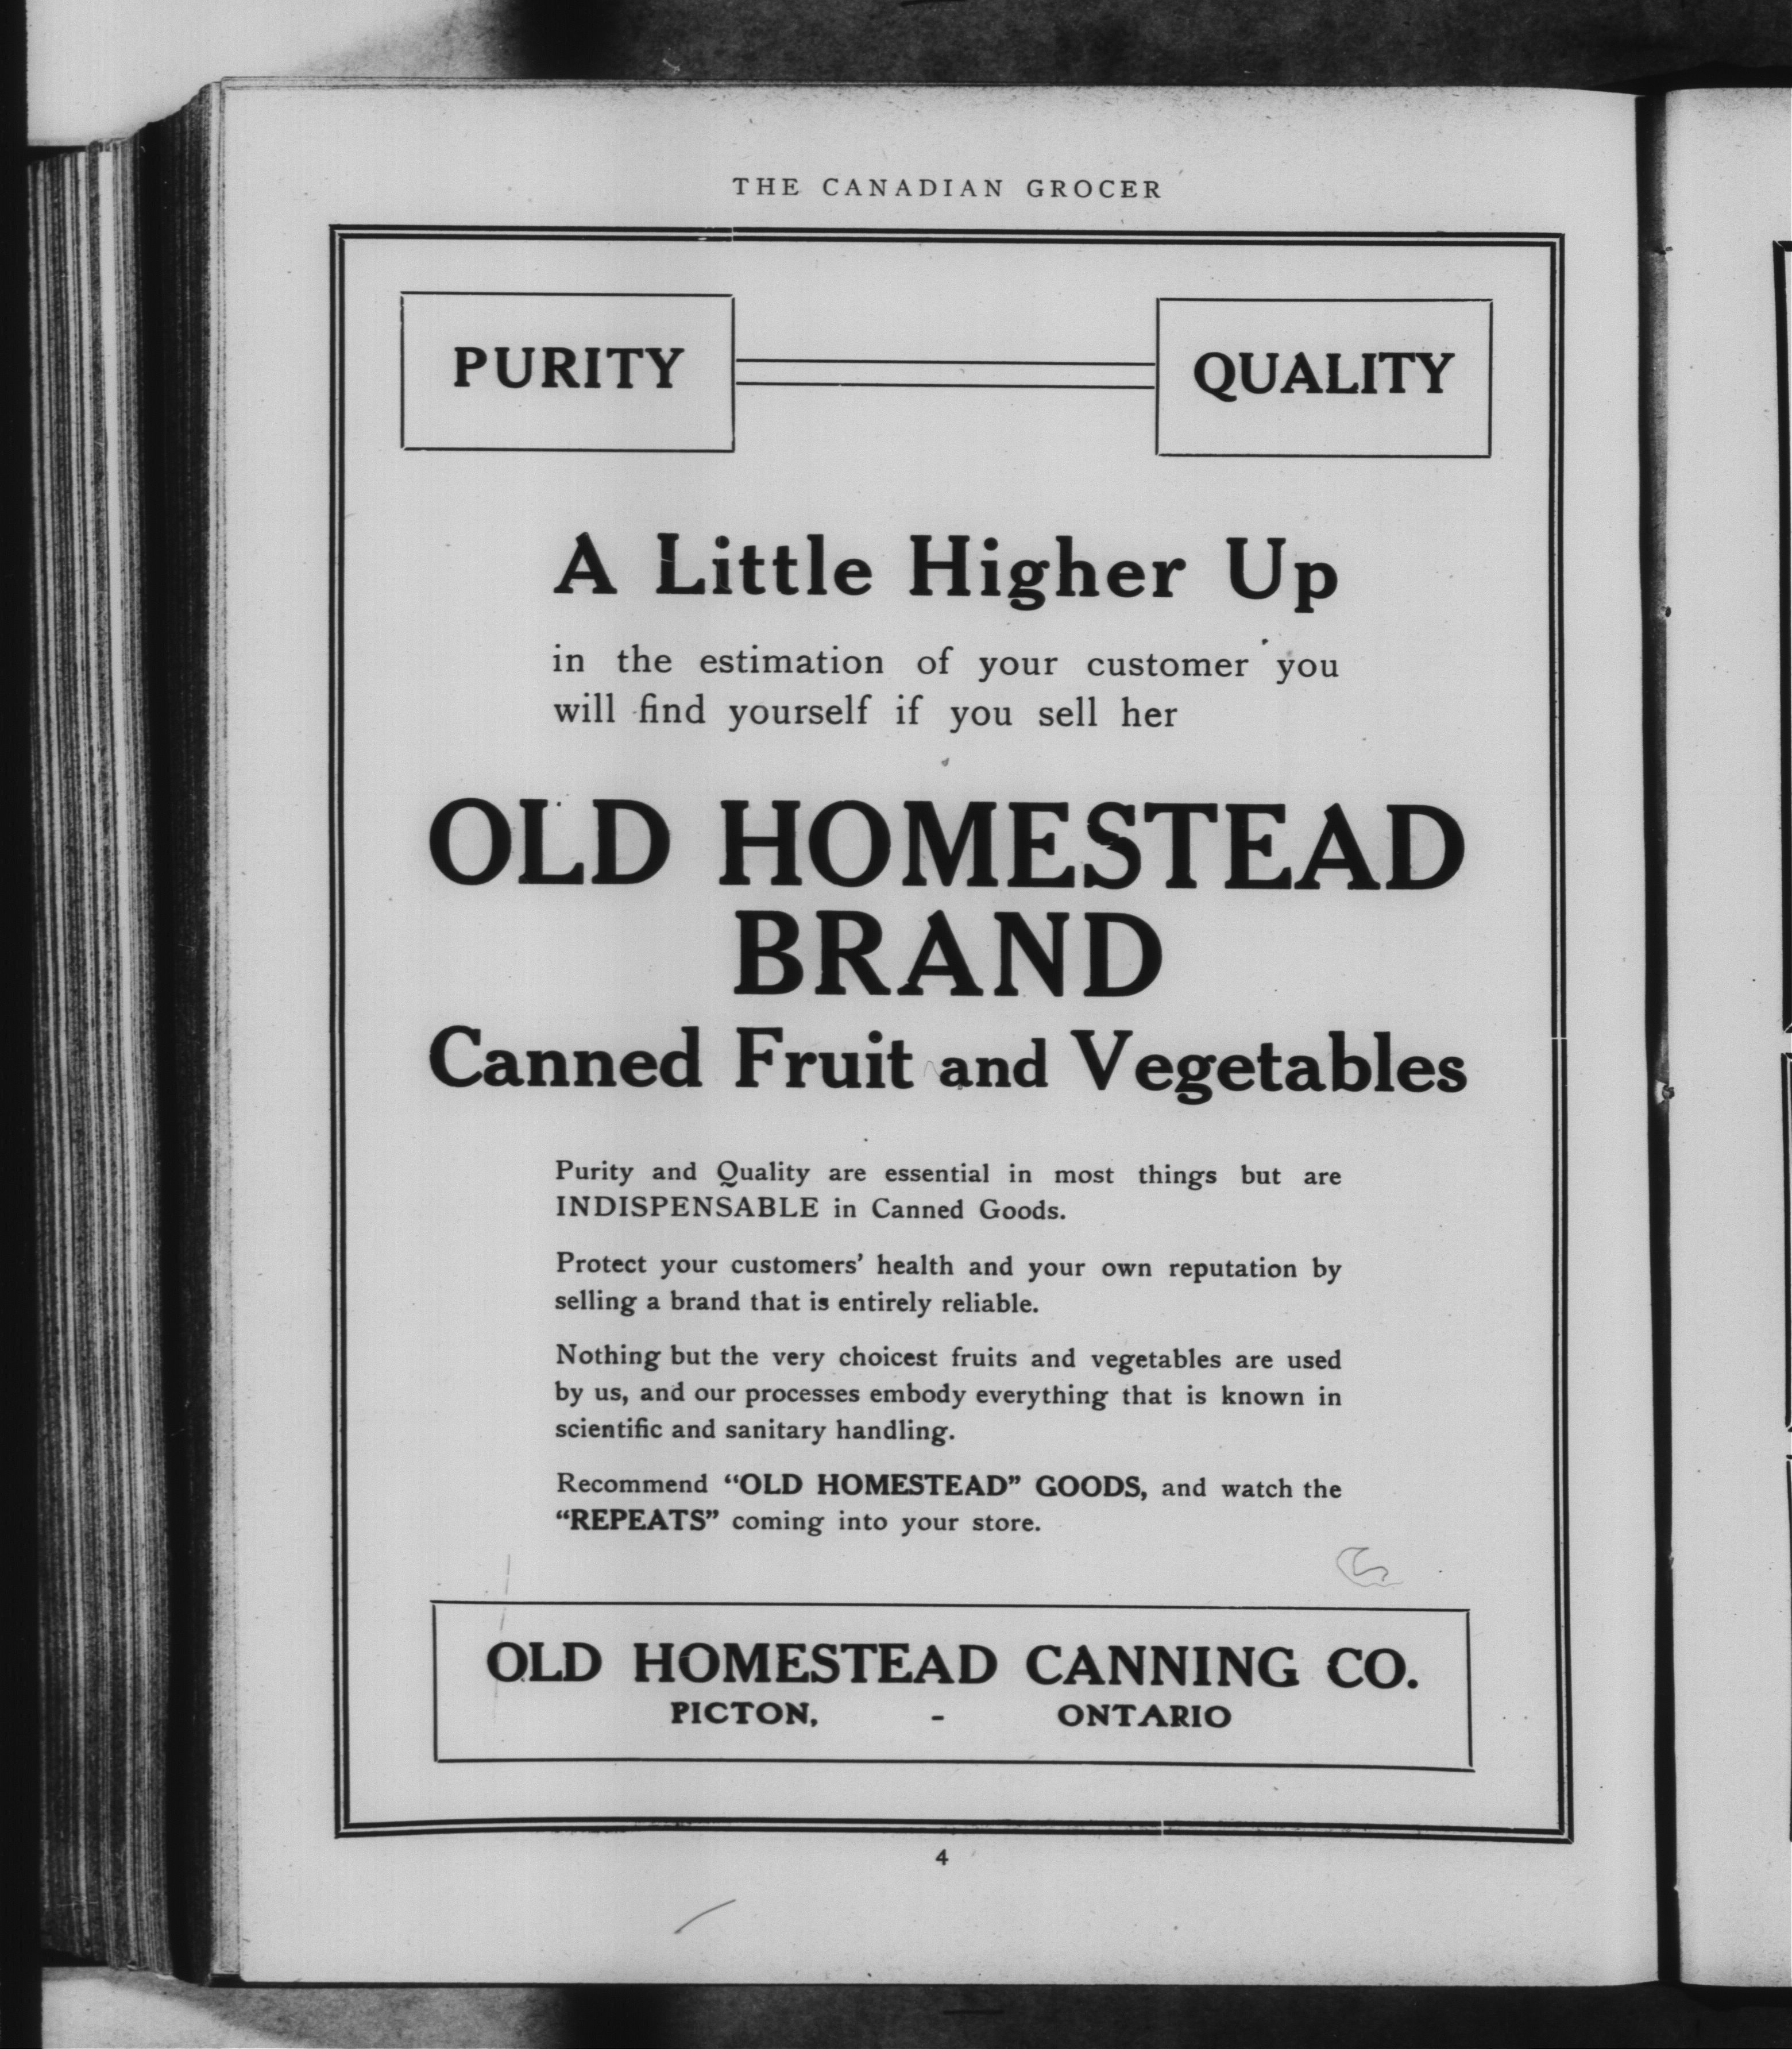 THE CANADIAN GROCER
PURITY
QUALITY
A Little Higher Up
in the estimation of your customer you
will find yourself if you sell her
OLD HOMESTEAD
BRAND
Canned Fruit and Vegetables
Purity and Quality are essential in most things but are
INDISPENSABLE in Canned Goods.
Protect your customers' health and your own reputation by
selling a brand that is entirely reliable.
Nothing but the very choicest fruits and vegetables are used
by us, and our processes embody everything that is known in
scientific and sanitary handling.
Recommend "OLD HOMESTEAD" GOODS, and watch the
"REPEATS" coming into your store.
OLD HOMESTEAD CANNING CO.
PICTON, - ONTARIO
4